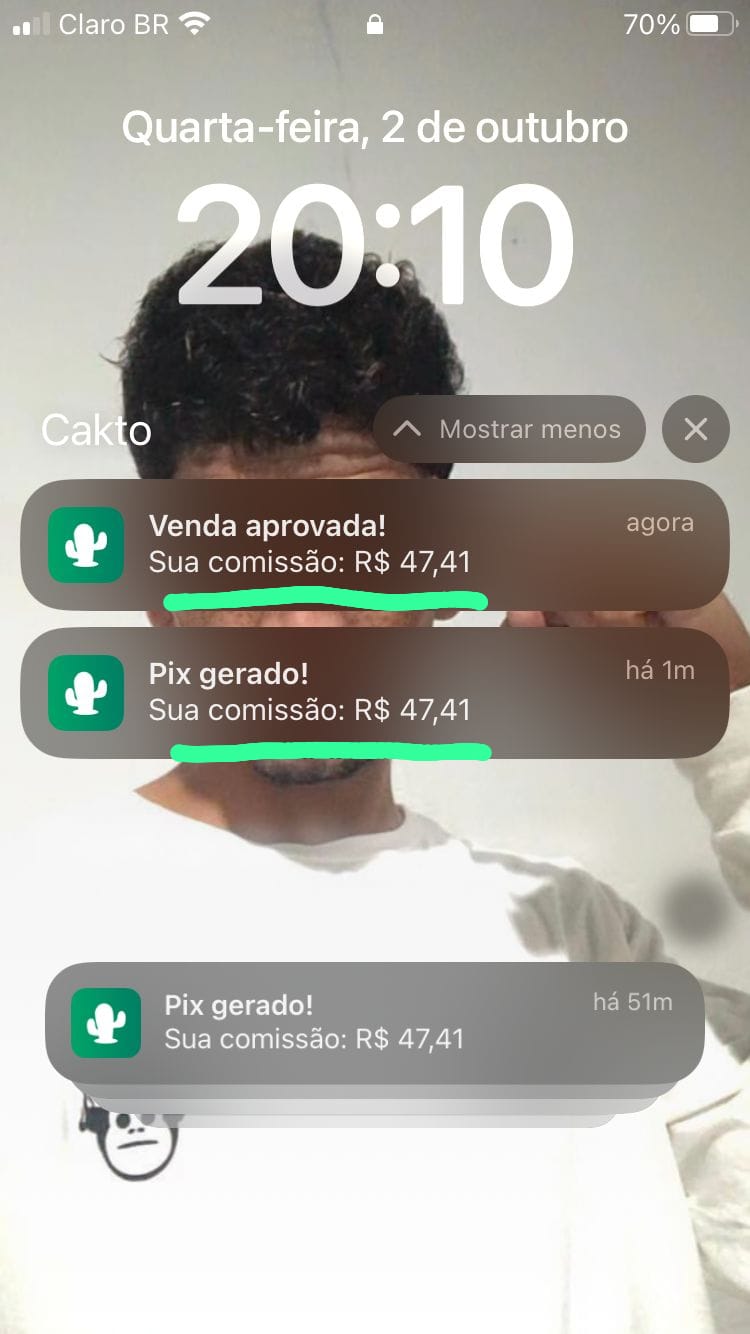 Claro BR
70%
Quarta-feira, 2 de outubro
20:10
Cakto
Mostrar menos
Venda aprovada!
agora
Sua comissão: R$ 47,41
Pix gerado!
há 1m
Sua comissão: R$ 47,41
Pix gerado!
há 51m
Sua comissão: R$ 47,41